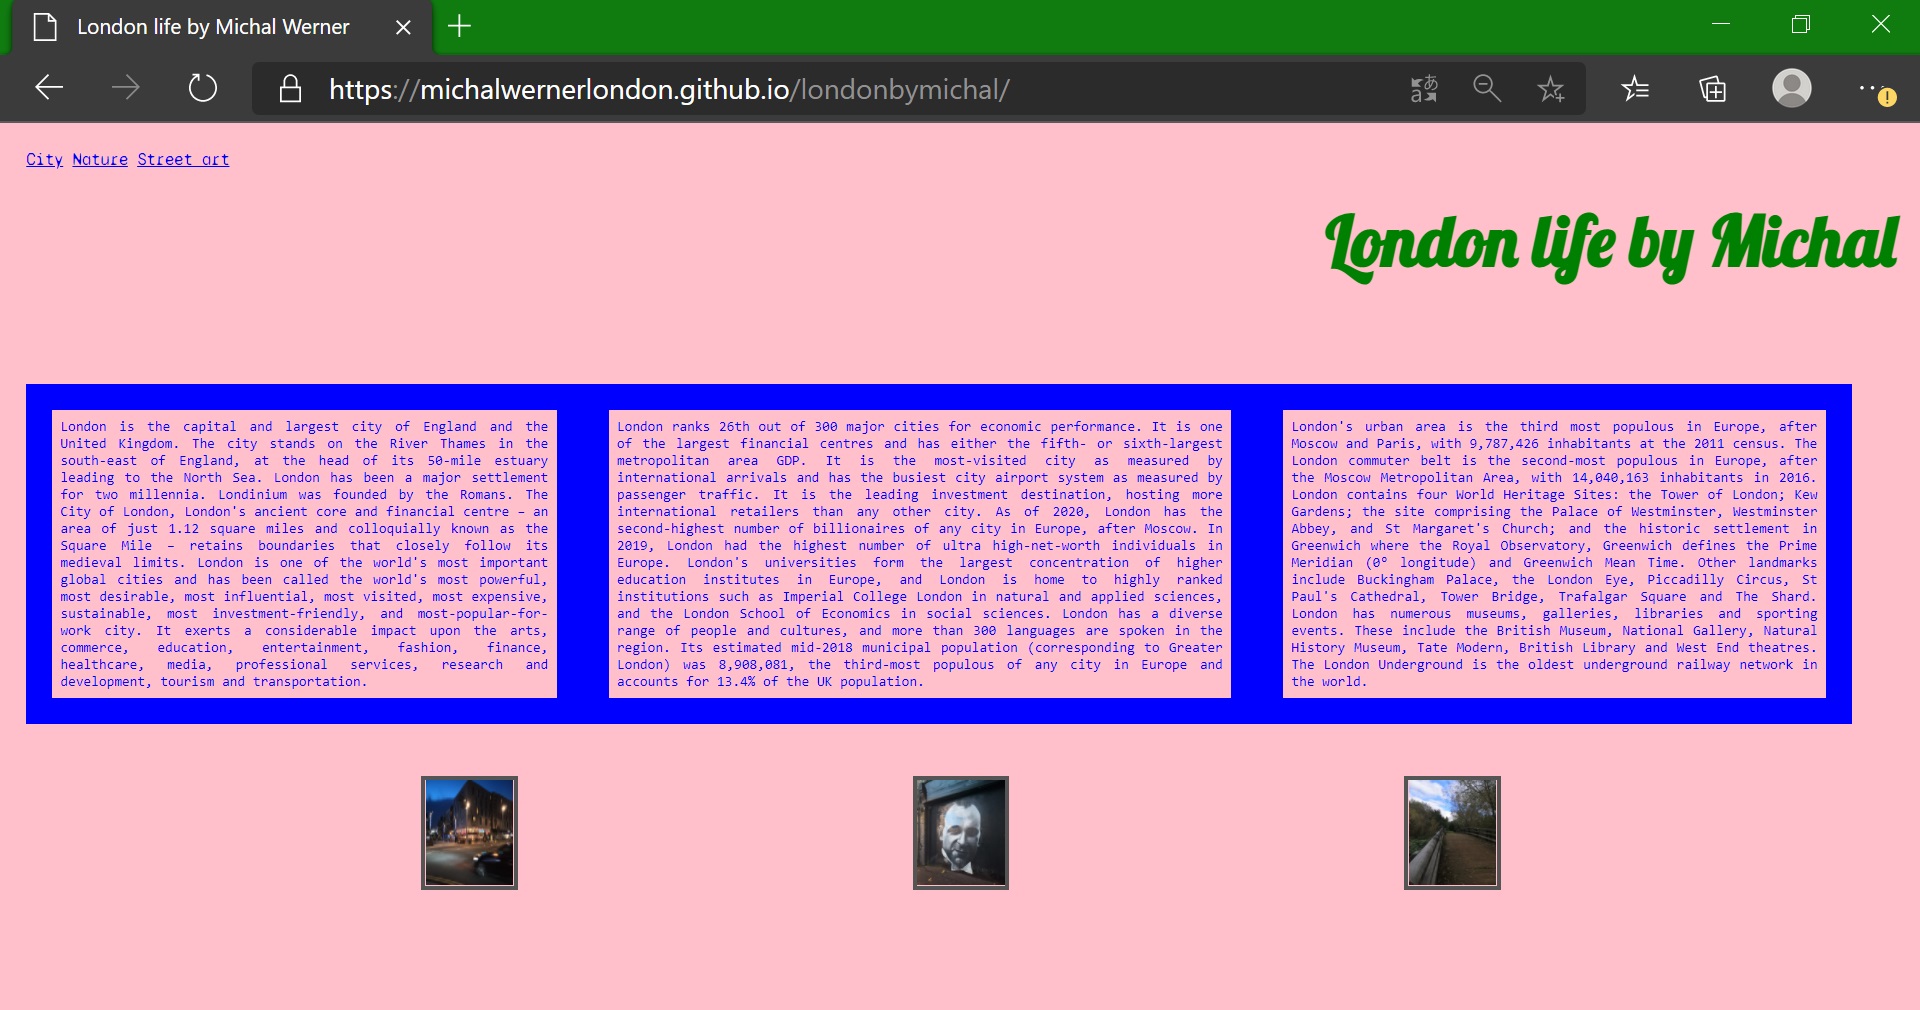 London life by Michal Werner
https://michalwernerlondon.github.io/londonbymichal/
City Nature Street art
London life by Michal
London is the capital and largest city of England and the
United Kingdom. The city stands on the River Thames in the
south-east of England, at the head of its 50-mile estuary
leading to the North Sea. London has been a major settlement
for two millennia. Londinium was founded by the Romans. The
City of London, London's ancient core and financial centre – an
area of just 1.12 square miles and colloquially known as the
Square Mile – retains boundaries that closely follow its
medieval limits. London is one of the world's most important
global cities and has been called the world's most powerful,
most desirable, most influential, most visited, most expensive,
sustainable, most investment-friendly, and most-popular-for-
work city. It exerts a considerable impact upon the arts,
commerce, education, entertainment, fashion, finance,
healthcare, media, professional services, research and
development, tourism and transportation.
London ranks 26th out of 300 major cities for economic performance. It is one
of the largest financial centres and has either the fifth- or sixth-largest
metropolitan area GDP. It is the most-visited city as measured by
international arrivals and has the busiest city airport system as measured by
passenger traffic. It is the leading investment destination, hosting more
international retailers than any other city. As of 2020, London has the
second-highest number of billionaires of any city in Europe, after Moscow. In
2019, London had the highest number of ultra high-net-worth individuals in
Europe. London's universities form the largest concentration of higher
education institutes in Europe, and London is home to highly ranked
institutions such as Imperial College London in natural and applied sciences,
and the London School of Economics in social sciences. London has a diverse
range of people and cultures, and more than 300 languages are spoken in the
region. Its estimated mid-2018 municipal population (corresponding to Greater
London) was 8,908,081, the third-most populous of any city in Europe and
accounts for 13.4% of the UK population.
London's urban area is the third most populous in Europe, after
Moscow and Paris, with 9,787,426 inhabitants at the 2011 census. The
London commuter belt is the second-most populous in Europe, after
the Moscow Metropolitan Area, with 14,040,163 inhabitants in 2016.
London contains four World Heritage Sites: the Tower of London; Kew
Gardens; the site comprising the Palace of Westminster, Westminster
Abbey, and St Margaret's Church; and the historic settlement in
Greenwich where the Royal Observatory, Greenwich defines the Prime
Meridian (0° longitude) and Greenwich Mean Time. Other landmarks
include Buckingham Palace, the London Eye, Piccadilly Circus, St
Paul's Cathedral, Tower Bridge, Trafalgar Square and The Shard.
London has numerous museums, galleries, libraries and sporting
events. These include the British Museum, National Gallery, Natural
History Museum, Tate Modern, British Library and West End theatres.
The London Underground is the oldest underground railway network in
the world.